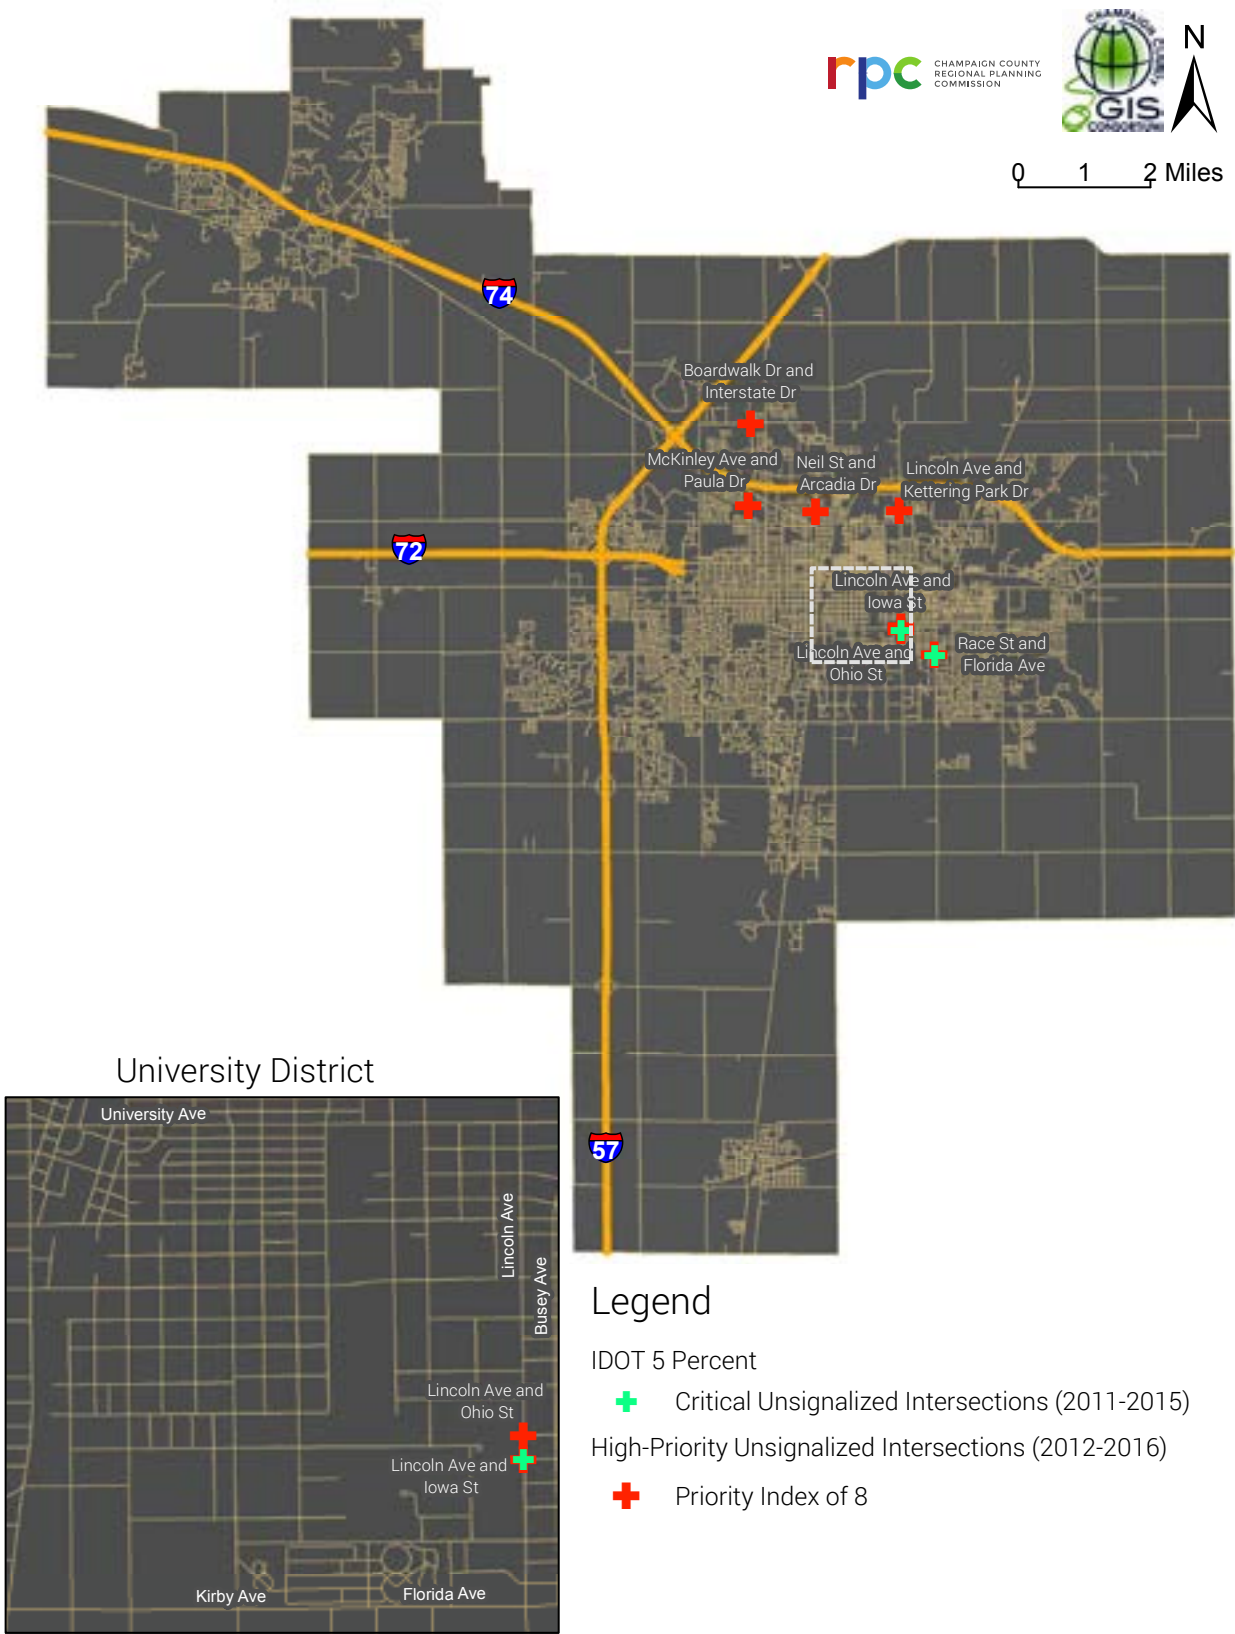 rpc
CHAMPAIGN COUNTY
REGIONAL PLANNING
COMMISSION
CHAMPAIGN COUNTY
GIS
CONSORTIUM
N
0 1 2 Miles
74
Boardwalk Dr and
Interstate Dr
McKinley Ave and
Paula Dr
Neil St and
Arcadia Dr
Lincoln Ave and
Kettering Park Dr
72
Lincoln Ave and
Iowa St
Lincoln Ave and
Ohio St
Race St and
Florida Ave
57
University District
University Ave
Lincoln Ave
Busey Ave
Lincoln Ave and
Ohio St
Lincoln Ave and
Iowa St
Kirby Ave
Florida Ave
Legend
IDOT 5 Percent
Critical Unsignalized Intersections (2011-2015)
High-Priority Unsignalized Intersections (2012-2016)
Priority Index of 8